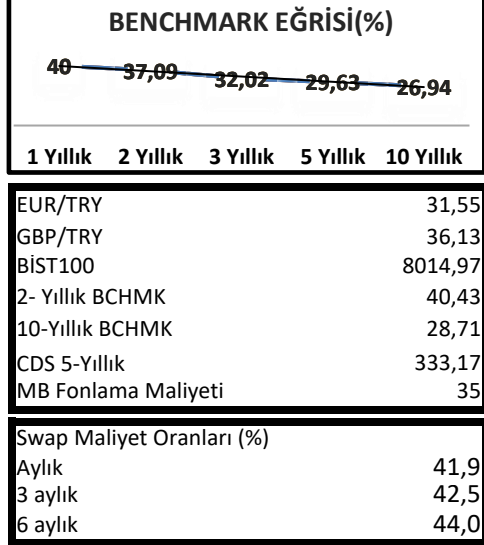 BENCHMARK EĞRİSİ(%)
40 37,09 32,02 29,63 26,94
1 Yıllık 2 Yıllık 3 Yıllık 5 Yıllık 10 Yıllık
EUR/TRY 31,55
GBP/TRY 36,13
BİST100 8014,97
2- Yıllık BCHMK 40,43
10-Yıllık BCHMK 28,71
CDS 5-Yıllık 333,17
MB Fonlama Maliyeti 35
Swap Maliyet Oranları (%)
Aylık 41,9
3 aylık 42,5
6 aylık 44,0